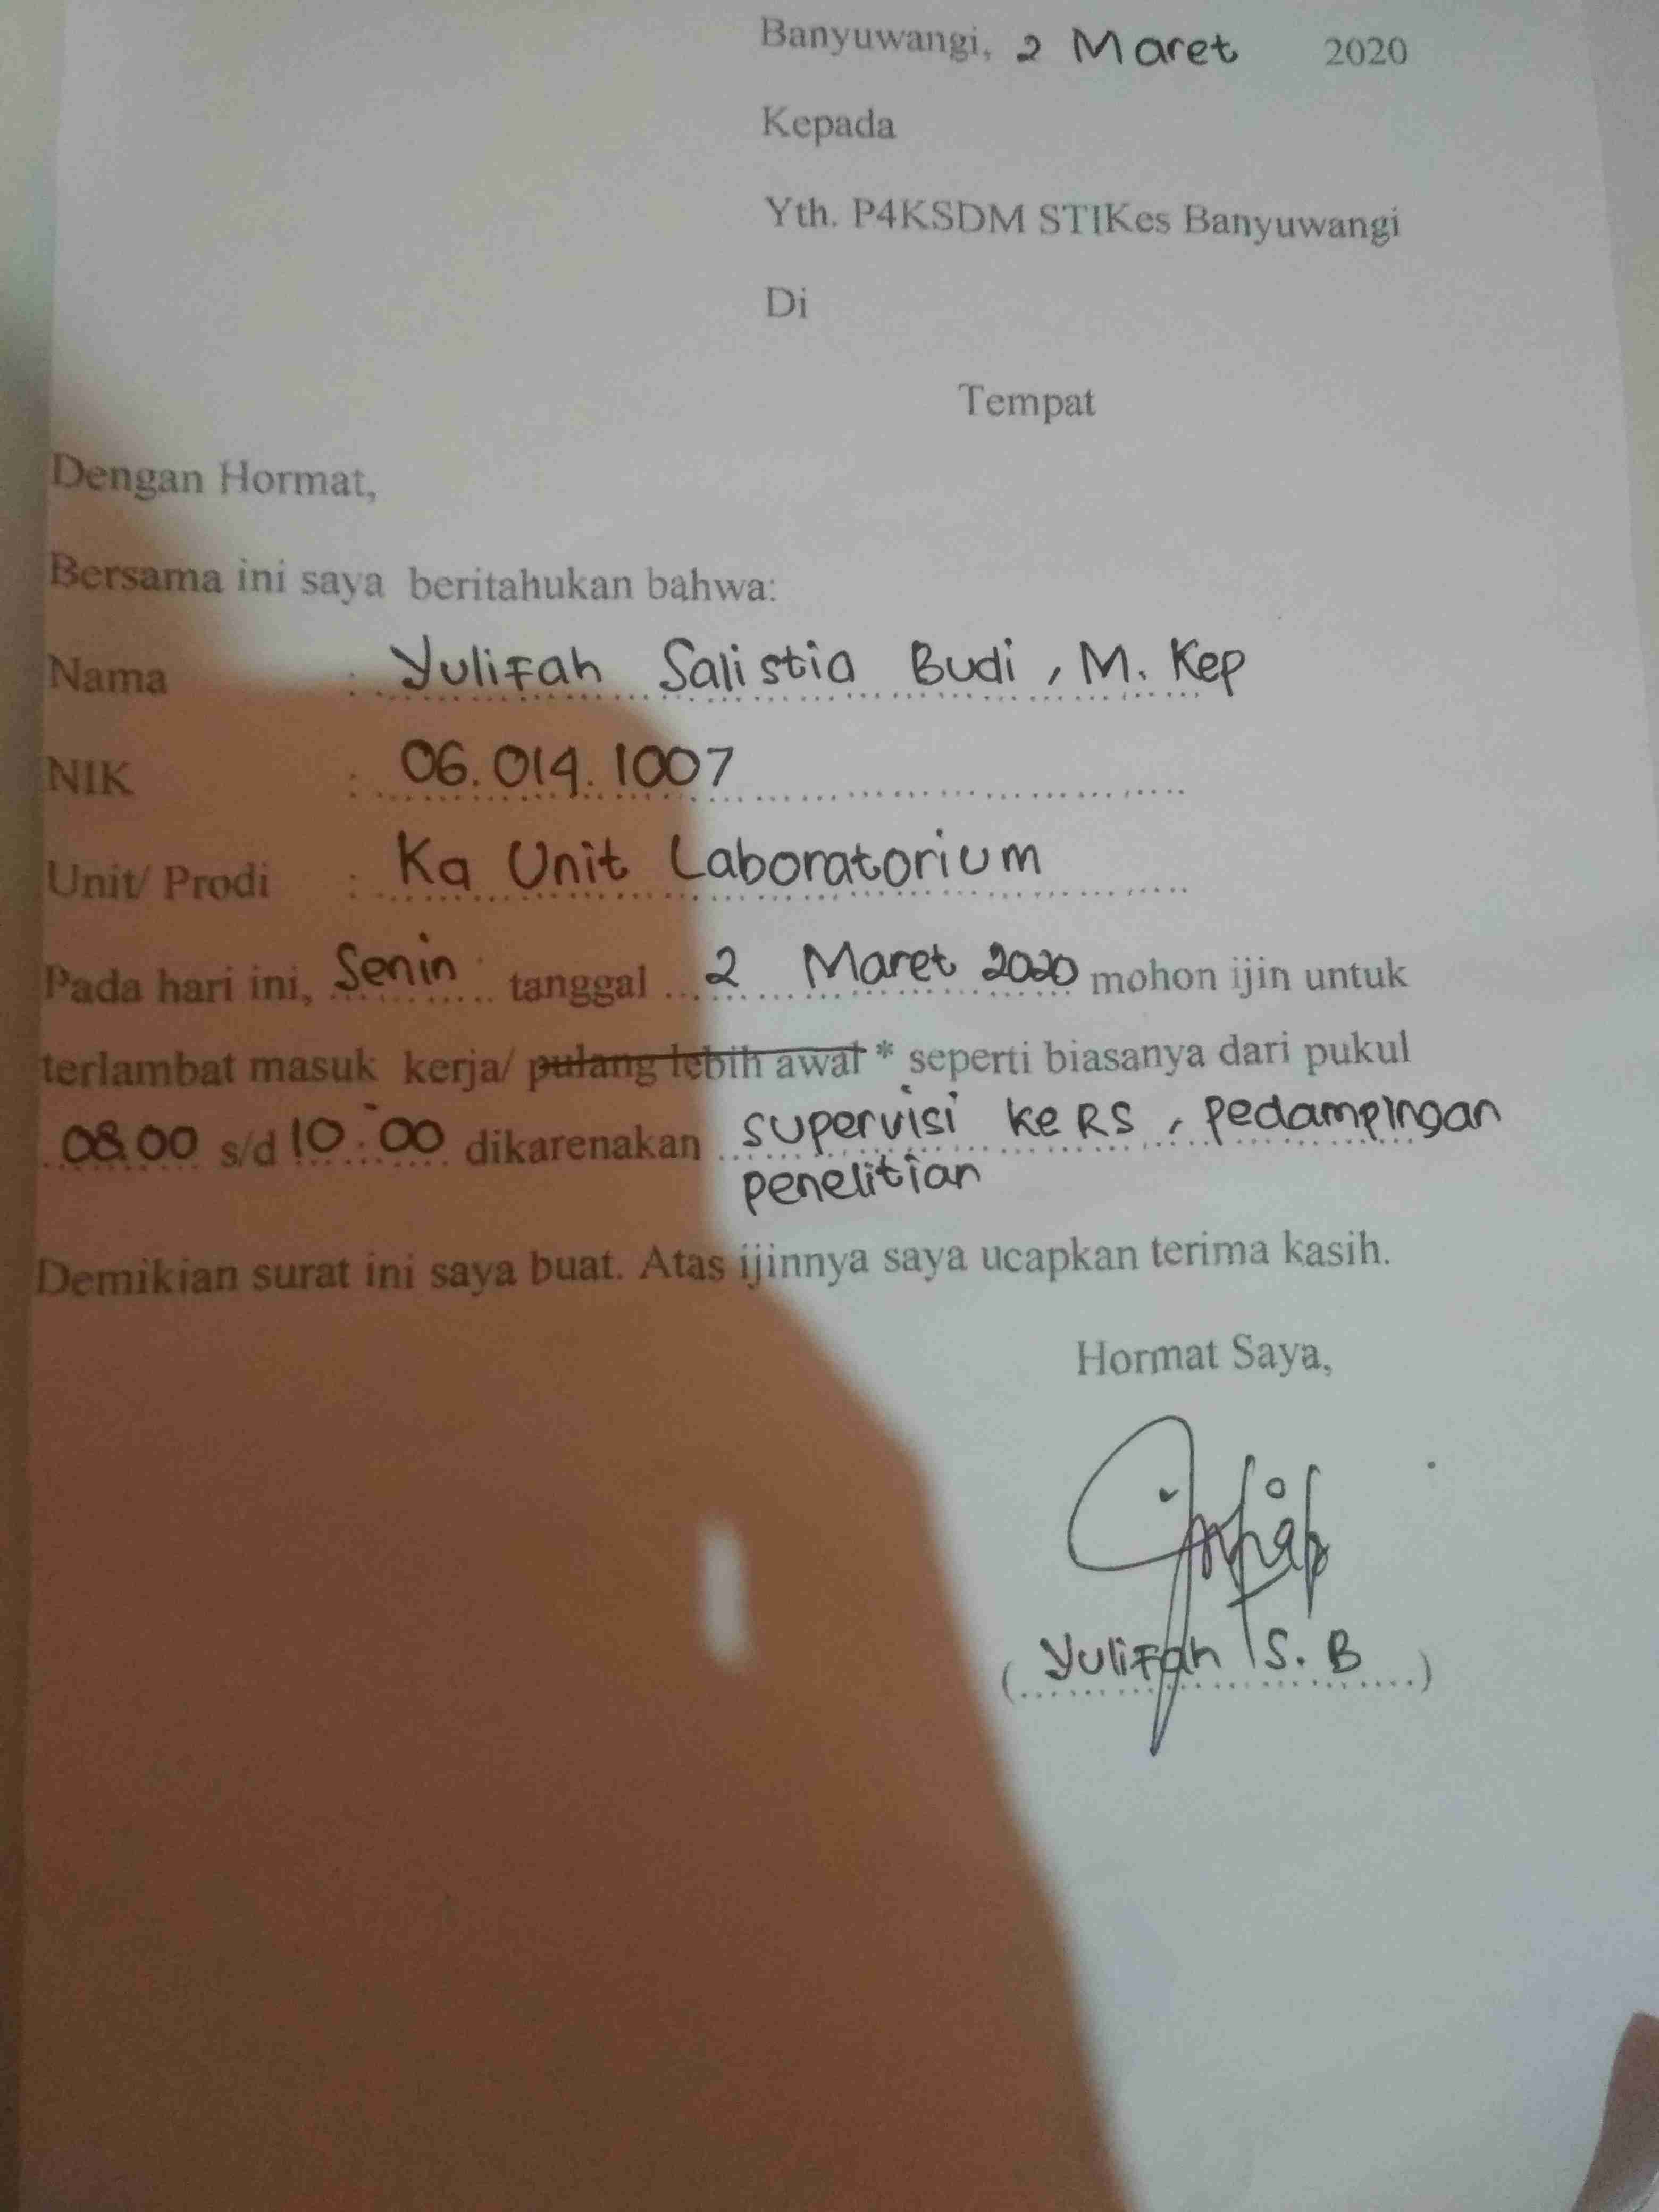 Banyuwangi, 2 Maret 2020
Kepada
Yth. P4KSDM STIKes Banyuwangi
Di
Tempat
Dengan Hormat,
Bersama ini saya beritahukan bahwa:
Nama : Yulifah Salistia Budi, M. Kep
NIK : 06.014.1007
Unit/ Prodi : Ka Unit Laboratorium
Pada hari ini, Senin tanggal 2 Maret 2020 mohon ijin untuk
terlambat masuk kerja/ pulang lebih awal * seperti biasanya dari pukul
08.00 s/d 10.00 dikarenakan supervisi ke RS, pedampingan
penelitian
Demikian surat ini saya buat. Atas ijinnya saya ucapkan terima kasih.
Hormat Saya,
(Yulifah S. B)